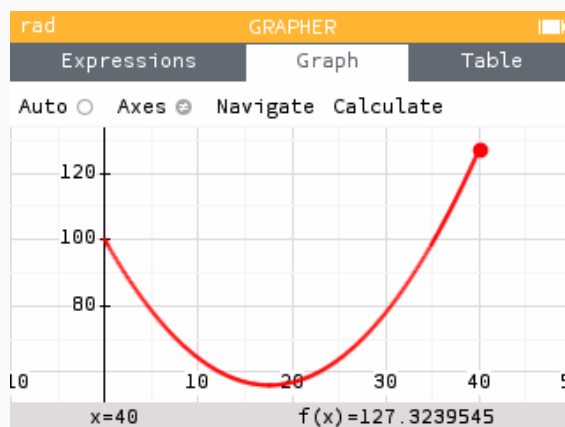 rad GRAPHER
Expressions Graph Table
Auto Axes Navigate Calculate
120
100
80
10 10 20 30 40 5
x=40 f(x)=127.3239545